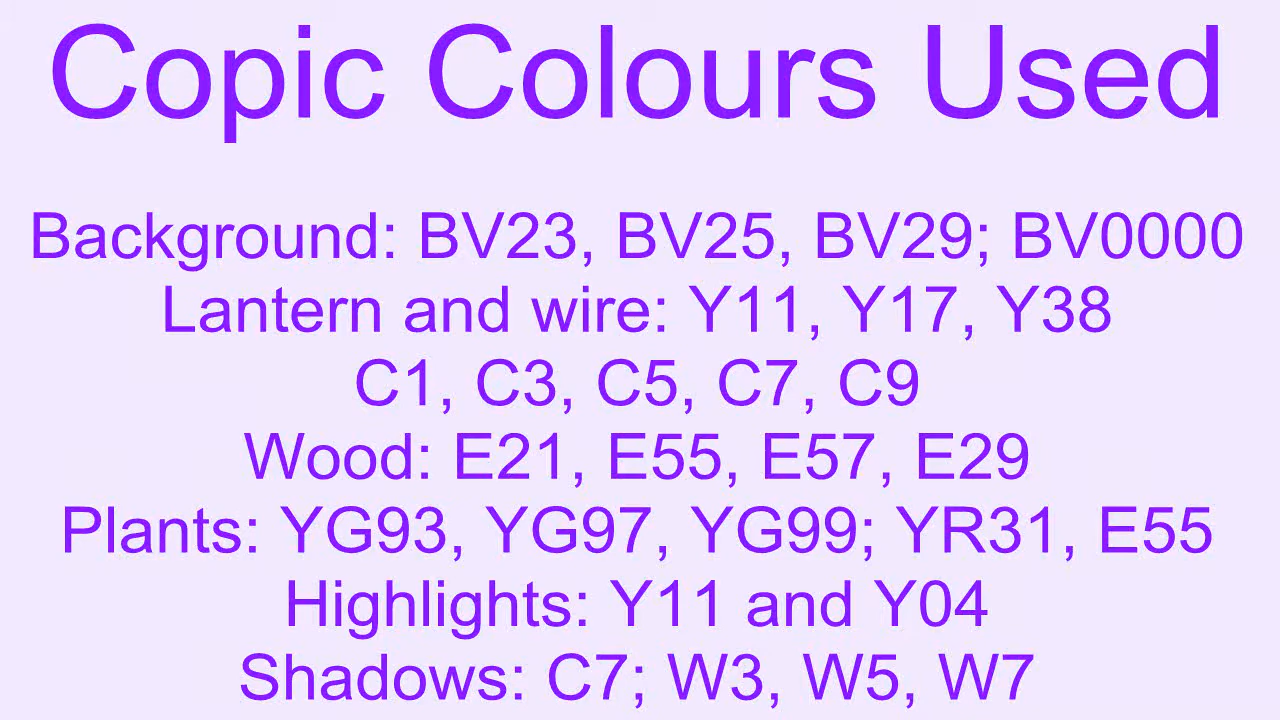 Copic Colours Used
Background: BV23, BV25, BV29; BV0000
Lantern and wire: Y11, Y17, Y38
C1, C3, C5, C7, C9
Wood: E21, E55, E57, E29
Plants: YG93, YG97, YG99; YR31, E55
Highlights: Y11 and Y04
Shadows: C7; W3, W5, W7